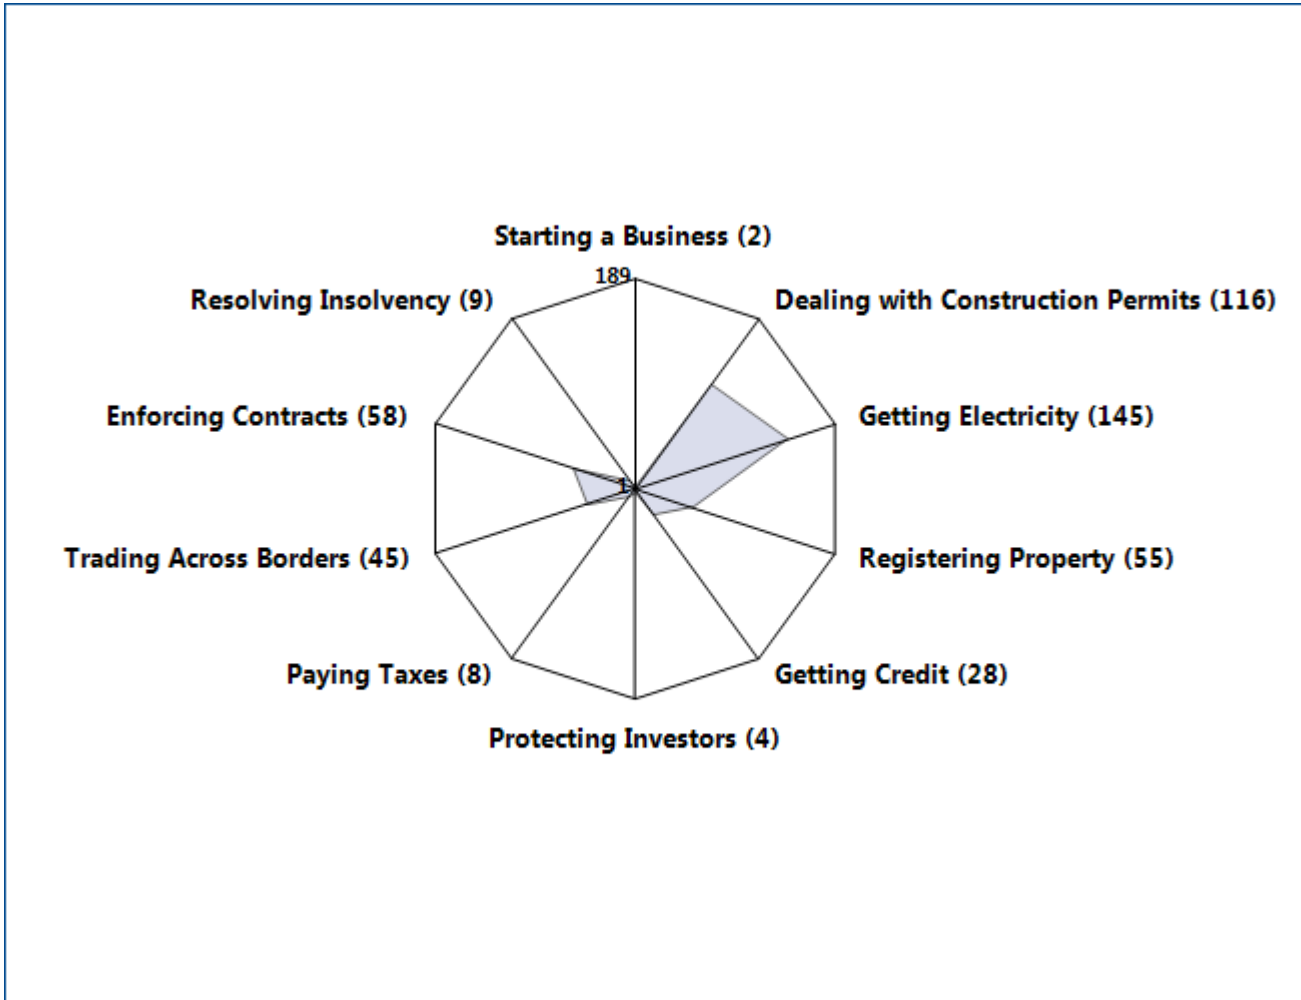 Starting a Business (2)
189
Resolving Insolvency (9)
Dealing with Construction Permits (116)
Enforcing Contracts (58)
Getting Electricity (145)
1
Trading Across Borders (45)
Registering Property (55)
Paying Taxes (8)
Getting Credit (28)
Protecting Investors (4)